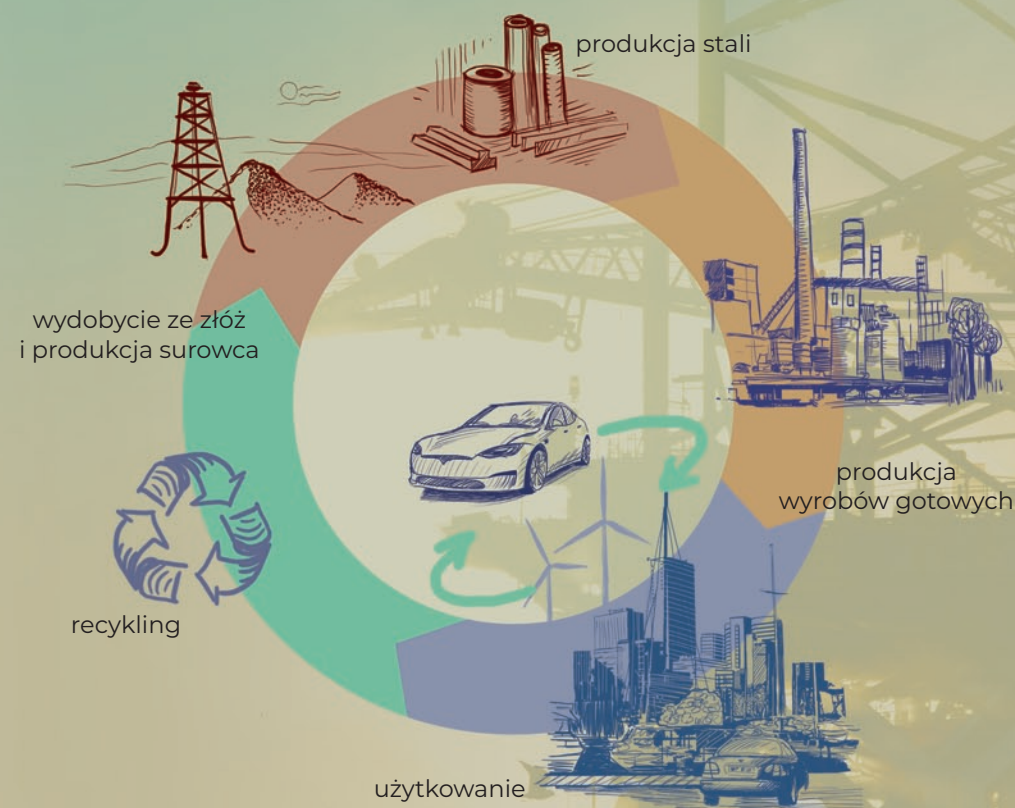 produkcja stali
wydobycie ze złóż
i produkcja surowca
produkcja
wyrobów gotowych
recykling
użytkowanie